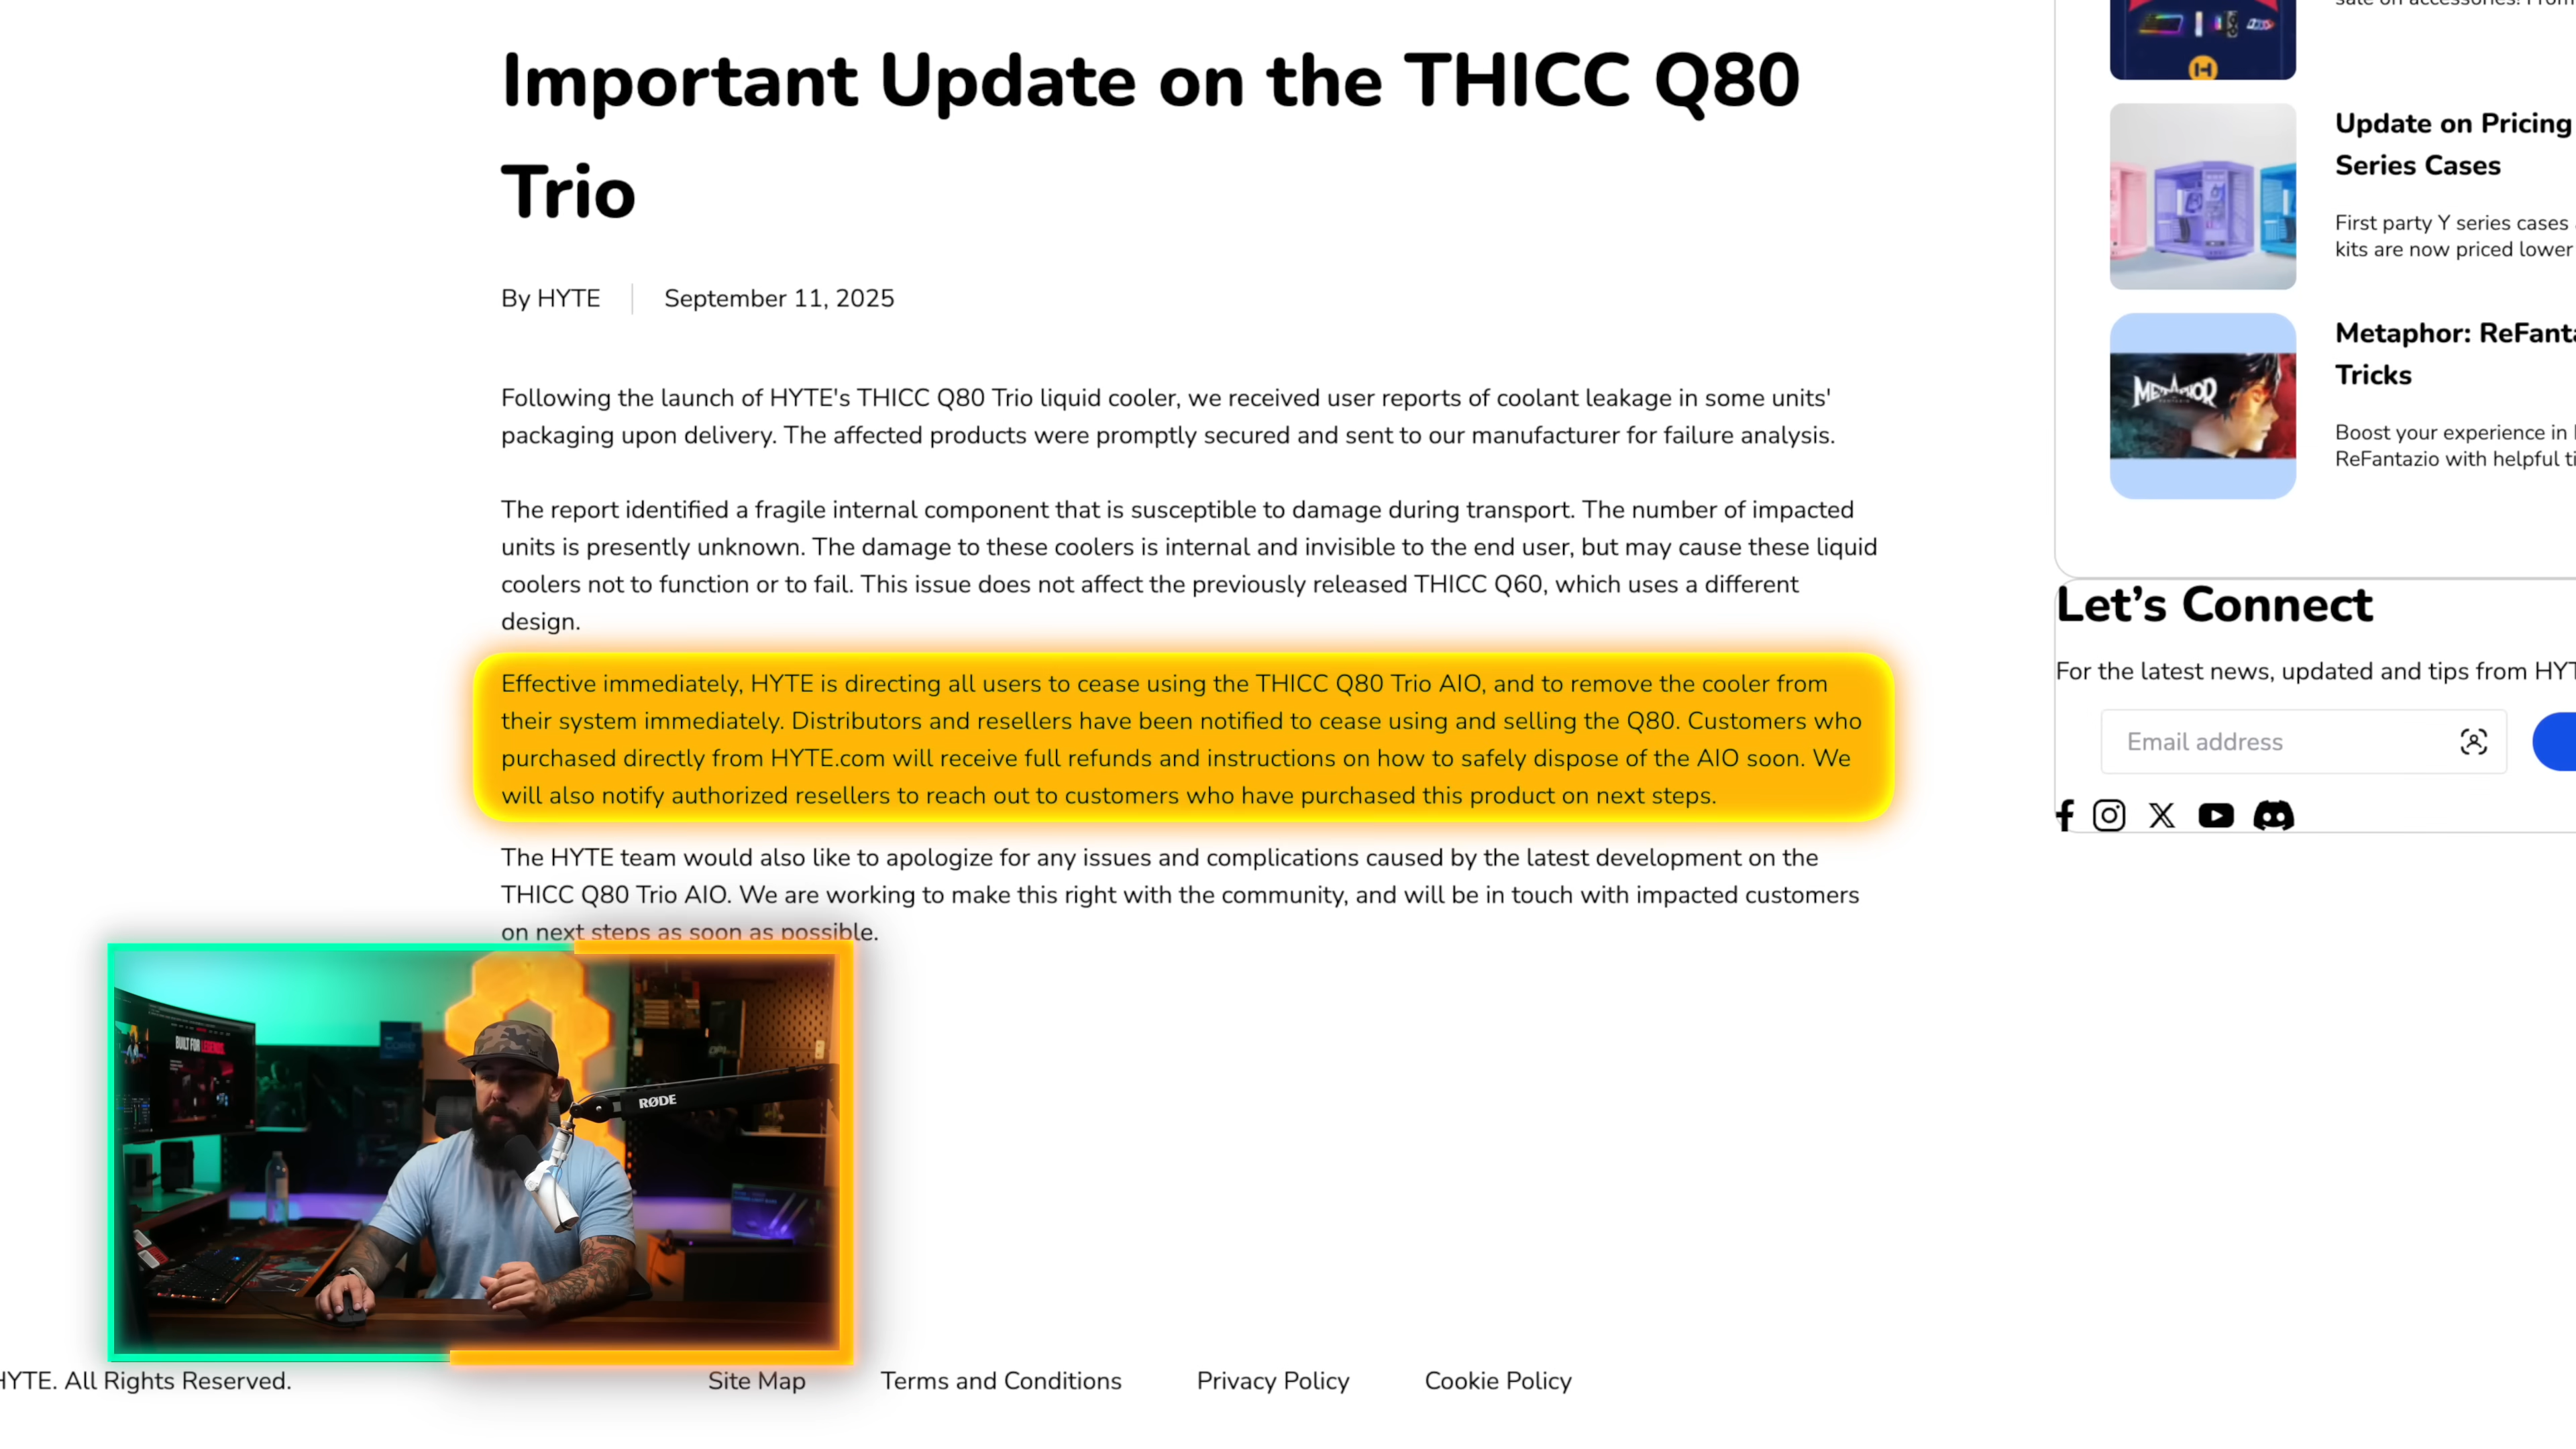 Important Update on the THICC Q80
Trio
By HYTE
September 11, 2025
Following the launch of HYTE's THICC Q80 Trio liquid cooler, we received user reports of coolant leakage in some units'
packaging upon delivery. The affected products were promptly secured and sent to our manufacturer for failure analysis.
The report identified a fragile internal component that is susceptible to damage during transport. The number of impacted
units is presently unknown. The damage to these coolers is internal and invisible to the end user, but may cause these liquid
coolers not to function or to fail. This issue does not affect the previously released THICC Q60, which uses a different
design.
Effective immediately, HYTE is directing all users to cease using the THICC Q80 Trio AIO, and to remove the cooler from
their system immediately. Distributors and resellers have been notified to cease using and selling the Q80. Customers who
purchased directly from HYTE.com will receive full refunds and instructions on how to safely dispose of the AIO soon. We
will also notify authorized resellers to reach out to customers who have purchased this product on next steps.
The HYTE team would also like to apologize for any issues and complications caused by the latest development on the
THICC Q80 Trio AIO. We are working to make this right with the community, and will be in touch with impacted customers
on next steps as soon as possible.
Update on Pricing
Series Cases
First party Y series cases
kits are now priced lower
METAPHOR
Metaphor: ReFanta
Tricks
Boost your experience in
ReFantazio with helpful ti
Let’s Connect
For the latest news, updated and tips from HYT
Email address
BUILT FOR LEGENDS
RØDE
HYTE. All Rights Reserved.
Site Map
Terms and Conditions
Privacy Policy
Cookie Policy